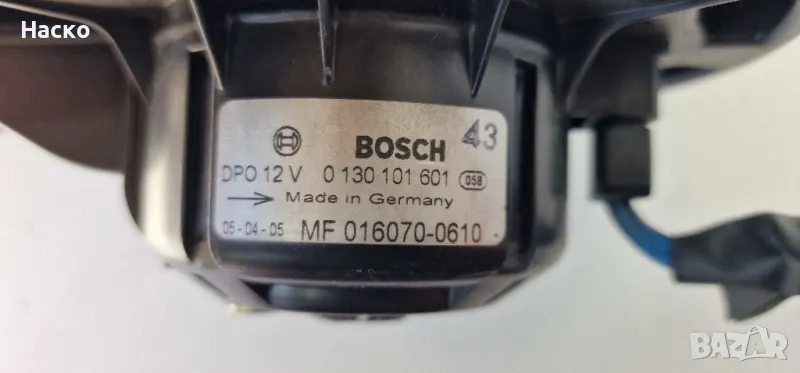 Наско
BOSCH 43
DPO 12 V 0 130 101 601 058
Made in Germany
05-04-05 MF 016070-0610
BAZAR